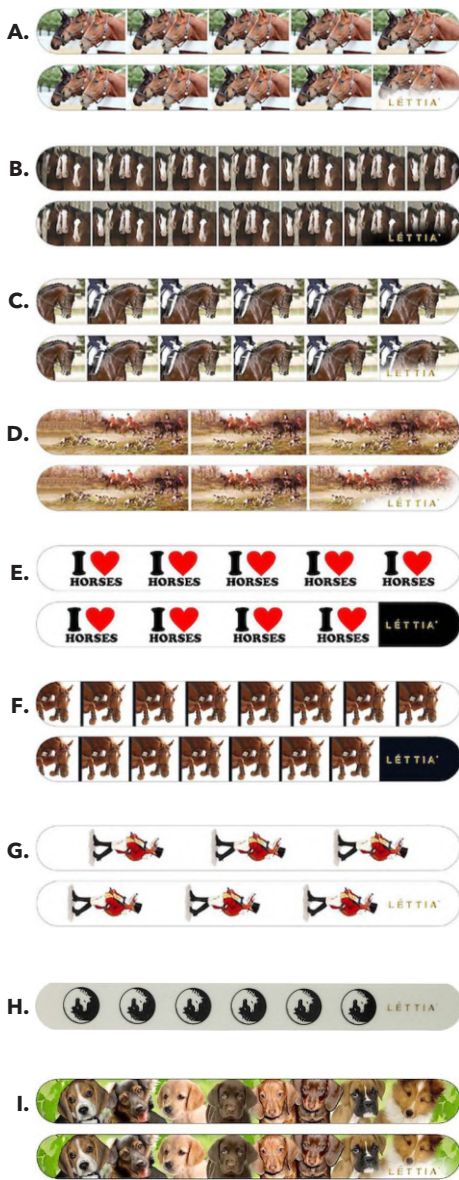 A.
LÉTTIA
B.
LÉTTIA
C.
LÉTTIA
D.
LÉTTIA
E.
I ♥ I ♥ I ♥ I ♥ I ♥
HORSES HORSES HORSES HORSES HORSES
I ♥ I ♥ I ♥ I ♥
HORSES HORSES HORSES HORSES
LÉTTIA
F.
LÉTTIA
G.
LÉTTIA
H.
LÉTTIA
I.
LÉTTIA